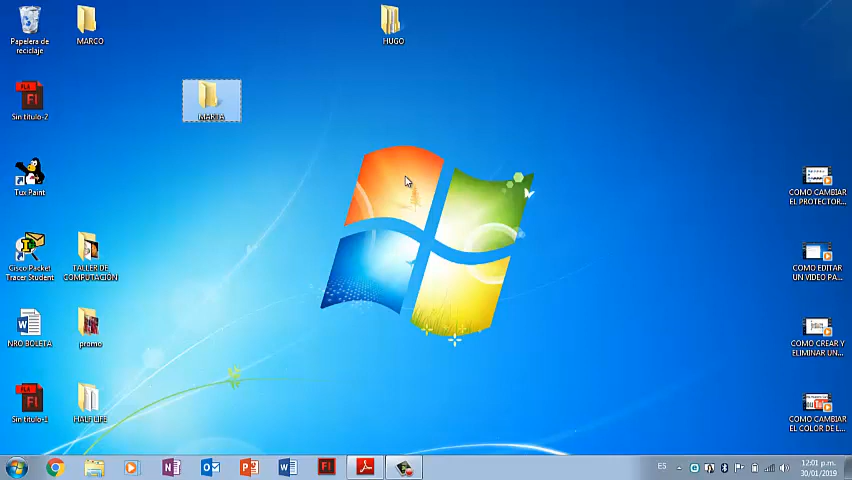 Papelera de
reciclaje
MARCO
HUGO
Sin título-2
MARIA
Tux Paint
COMO CAMBIAR
EL PROTECTOR...
Cisco Packet
Tracer Student
TALLER DE
COMPUTACION
COMO EDITAR
UN VIDEO PA...
NRO BOLETA
promo
COMO CREAR Y
ELIMINAR UN...
Sin título-1
HALF LIFE
COMO CAMBIAR
EL COLOR DE L...
ES
12:01 p.m.
30/01/2019